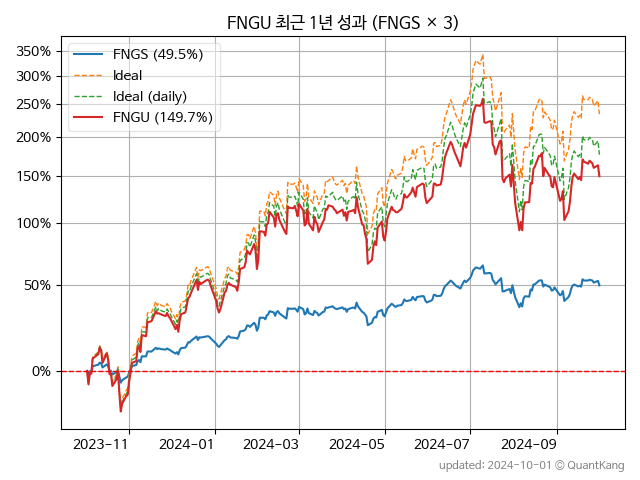 FNGU 최근 1년 성과 (FNGS × 3)
350%
300%
250%
200%
150%
100%
50%
0%
FNGS (49.5%)
Ideal
Ideal (daily)
FNGU (149.7%)
2023-11
2024-01
2024-03
2024-05
2024-07
2024-09
updated: 2024-10-01 © QuantKang